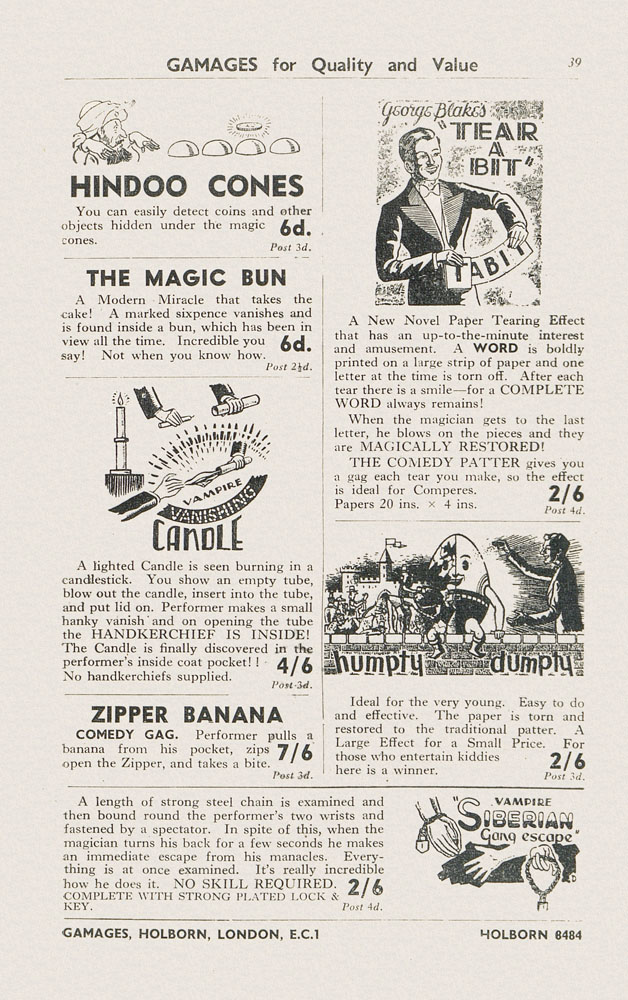 GAMAGES for Quality and Value
39
HINDOO CONES
You can easily detect coins and other
objects hidden under the magic
cones.
6d.
Post 3d.
THE MAGIC BUN
A Modern Miracle that takes the
cake! A marked sixpence vanishes and
is found inside a bun, which has been in
view all the time. Incredible you
say! Not when you know how.
6d.
Post 2½d.
VAMPIRE
VANISHING
CANDLE
A lighted Candle is seen burning in a
candlestick. You show an empty tube,
blow out the candle, insert into the tube,
and put lid on. Performer makes a small
hanky vanish and on opening the tube
the HANDKERCHIEF IS INSIDE!
The Candle is finally discovered in the
performer's inside coat pocket!!
No handkerchiefs supplied.
4/6
Post 3d.
ZIPPER BANANA
COMEDY GAG. Performer pulls a
banana from his pocket, zips
open the Zipper, and takes a bite.
7/6
Post 3d.
George Blake's
"TEAR
A
BIT"
TABIT
A New Novel Paper Tearing Effect
that has an up-to-the-minute interest
and amusement. A WORD is boldly
printed on a large strip of paper and one
letter at the time is torn off. After each
tear there is a smile—for a COMPLETE
WORD always remains!
When the magician gets to the last
letter, he blows on the pieces and they
are MAGICALLY RESTORED!
THE COMEDY PATTER gives you
a gag each tear you make, so the effect
is ideal for Comperes.
Papers 20 ins. × 4 ins.
2/6
Post 4d.
humpty dumpty
Ideal for the very young. Easy to do
and effective. The paper is torn and
restored to the traditional patter. A
Large Effect for a Small Price. For
those who entertain kiddies
here is a winner.
2/6
Post 3d.
A length of strong steel chain is examined and
then bound round the performer's two wrists and
fastened by a spectator. In spite of this, when the
magician turns his back for a few seconds he makes
an immediate escape from his manacles. Every-
thing is at once examined. It's really incredible
how he does it. NO SKILL REQUIRED.
COMPLETE WITH STRONG PLATED LOCK &
KEY.
2/6
Post 4d.
VAMPIRE
"SIBERIAN
Gang escape"
GAMAGES, HOLBORN, LONDON, E.C.1
HOLBORN 8484